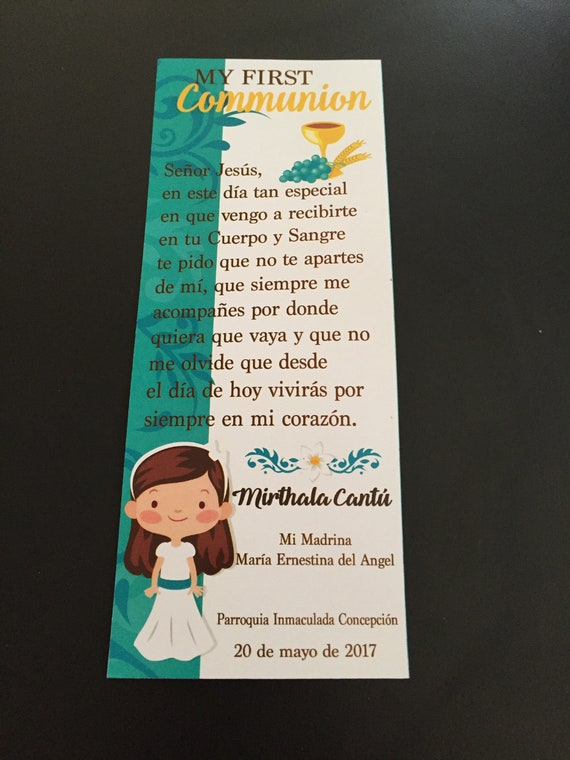 MY FIRST
Communion
Señor Jesús,
en este día tan especial
en que vengo a recibirte
en tu Cuerpo y Sangre
te pido que no te apartes
de mí, que siempre me
acompañes por donde
quiera que vaya y que no
me olvide que desde
el día de hoy vivirás por
siempre en mi corazón.
Mirthala Cantú
Mi Madrina
María Ernestina del Angel
Parroquia Inmaculada Concepción
20 de mayo de 2017